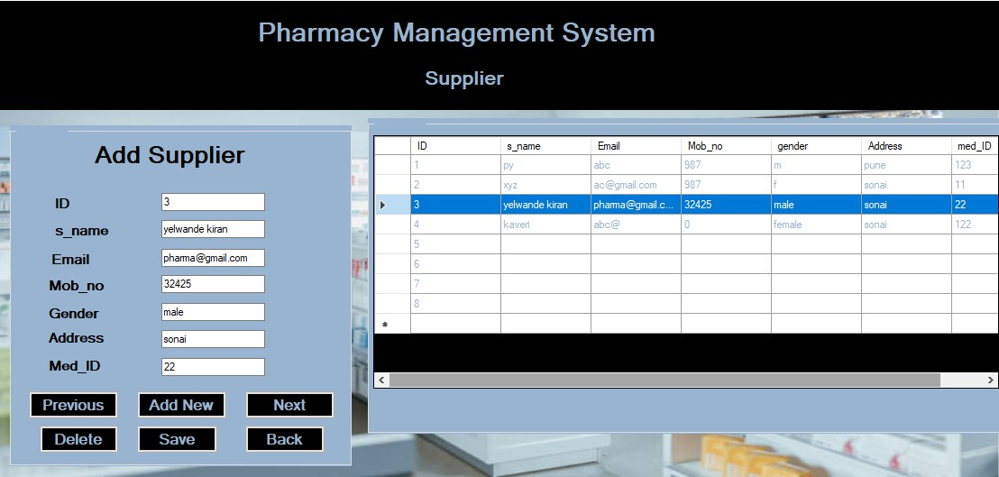 Pharmacy Management System
Supplier
Add Supplier
ID 3
s_name yelwande kiran
Email pharma@gmail.com
Mob_no 32425
Gender male
Address sonai
Med_ID 22
Previous Add New Next
Delete Save Back
ID s_name Email Mob_no gender Address med_ID
1 py abc 987 m pune 123
2 xyz ac@gmail.com 987 f sonai 11
3 yelwande kiran pharma@gmail.c... 32425 male sonai 22
4 kaveri abc@ 0 female sonai 122
5
6
7
8